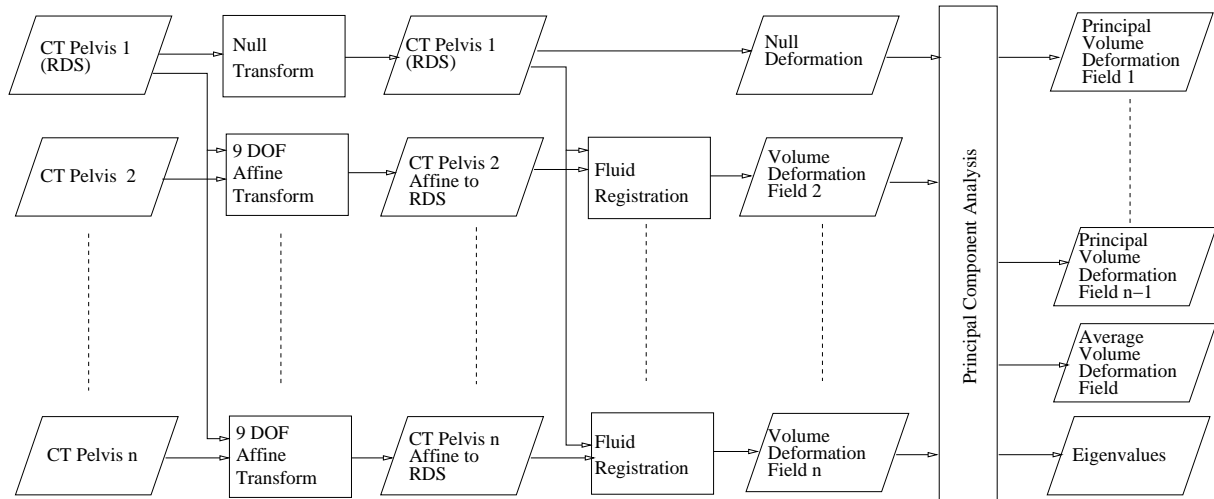 CT Pelvis 1
(RDS)
Null
Transform
CT Pelvis 1
(RDS)
Null
Deformation
Principal
Volume
Deformation
Field 1
CT Pelvis 2
9 DOF
Affine
Transform
CT Pelvis 2
Affine to
RDS
Fluid
Registration
Volume
Deformation
Field 2
Principal Component Analysis
Principal
Volume
Deformation
Field n−1
Average
Volume
Deformation
Field
CT Pelvis n
9 DOF
Affine
Transform
CT Pelvis n
Affine to
RDS
Fluid
Registration
Volume
Deformation
Field n
Eigenvalues